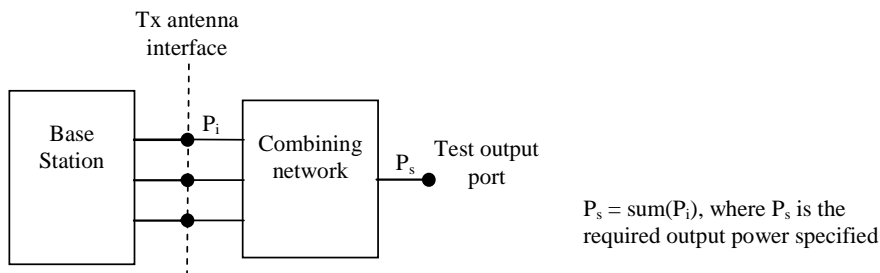 Tx antenna
interface
Base
Station
Pi
Combining
network
Ps
Test output
port
Ps = sum(Pi), where Ps is the
required output power specified